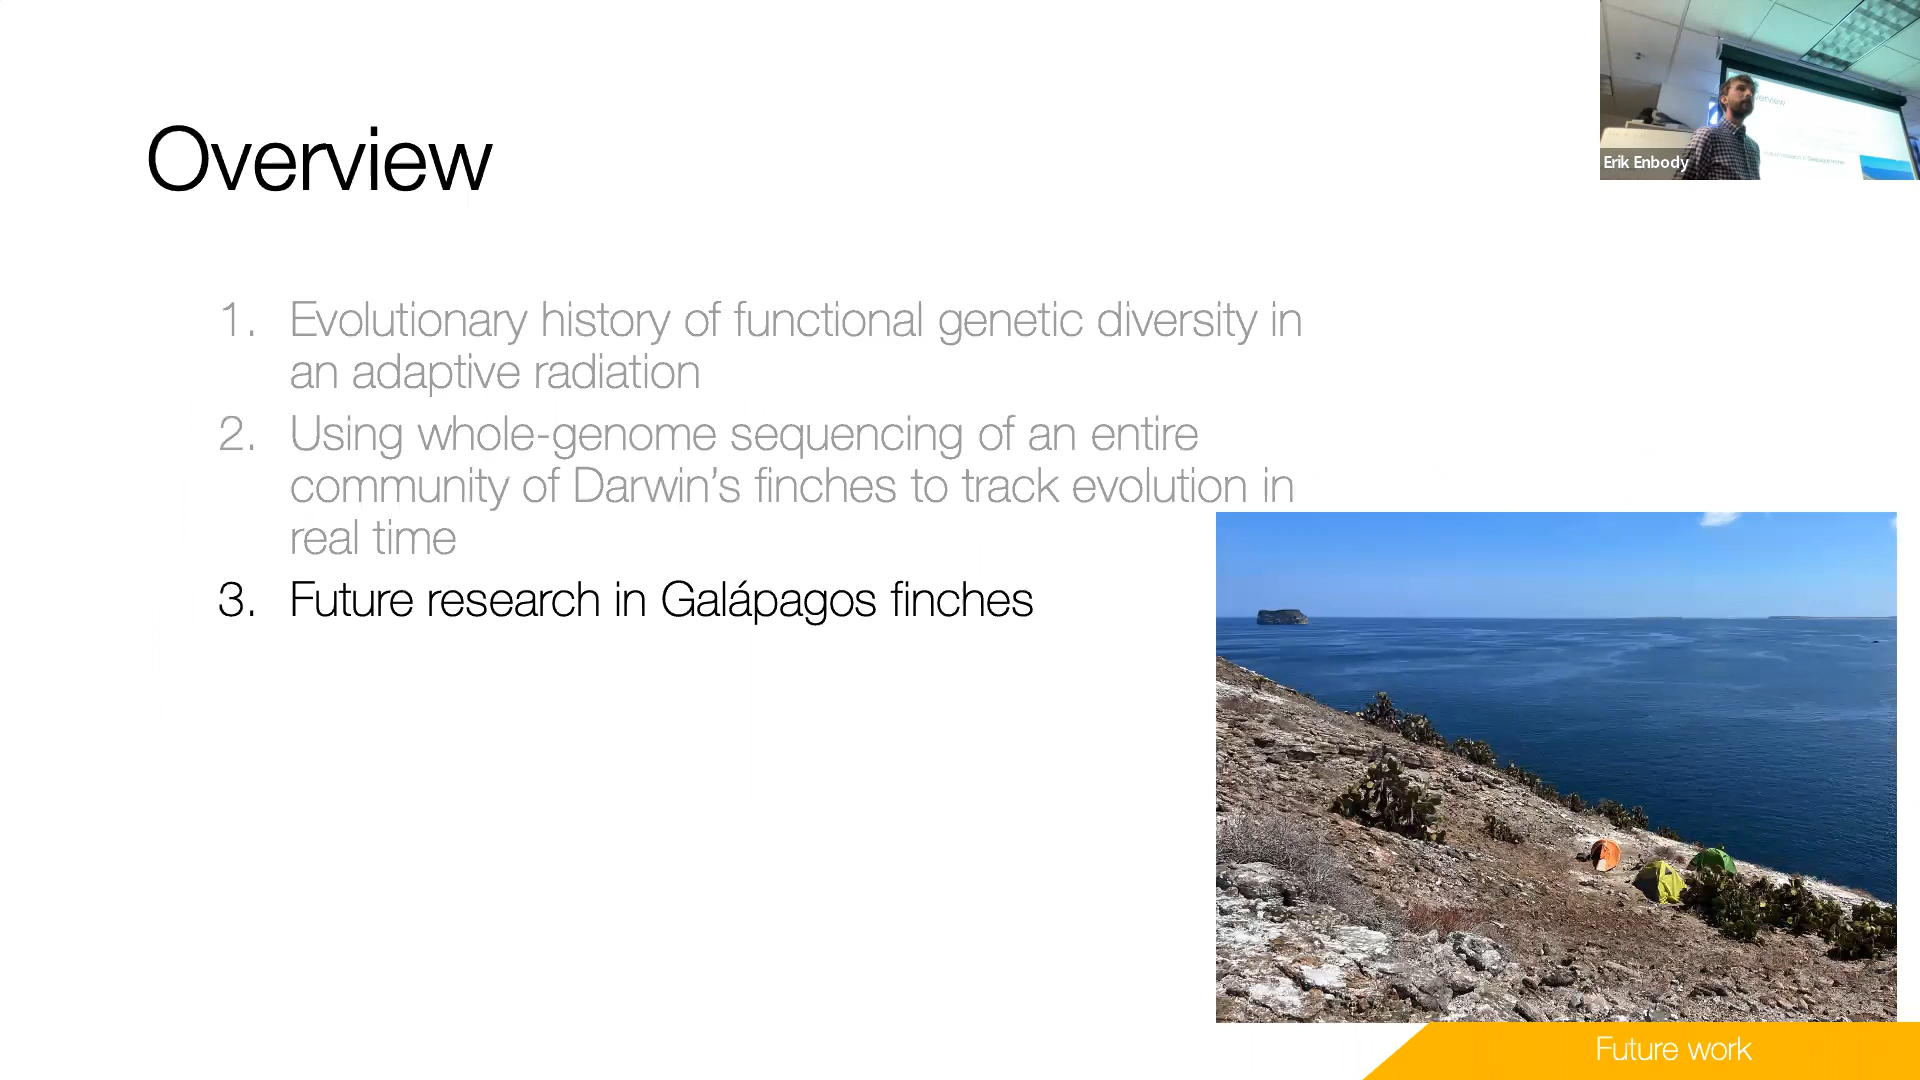 Overview
Erik Enbody
1. Evolutionary history of functional genetic diversity in
an adaptive radiation
2. Using whole-genome sequencing of an entire
community of Darwin’s finches to track evolution in
real time
3. Future research in Galápagos finches
Future work